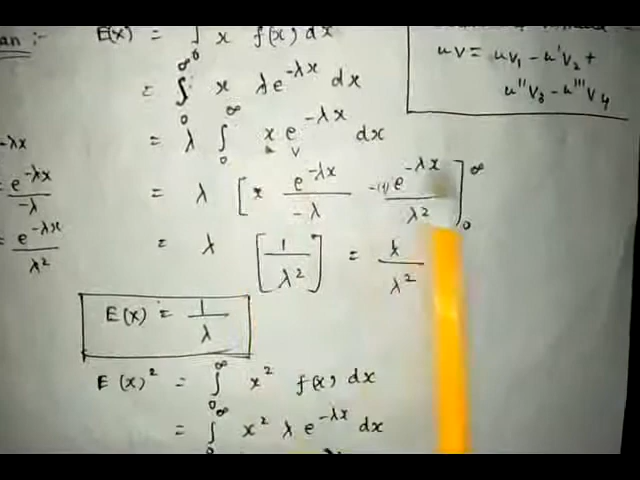 an :-
E(x) = ∫ x f(x) dx
uv = uv₁ - u'v₂ +
u''v₃ - u'''v₄
= ∫₀^∞ x λe^{-λx} dx
-λx
= λ ∫₀^∞ x e^{-λx} dx
v
= e^{-λx} / -λ
= λ [ x e^{-λx} / -λ - (1) e^{-λx} / λ² ]₀^∞
= e^{-λx} / λ²
= λ [ 1 / λ² ] = λ / λ²
E(x) = 1 / λ
E(x)² = ∫₀^∞ x² f(x) dx
= ∫₀^∞ x² λ e^{-λx} dx